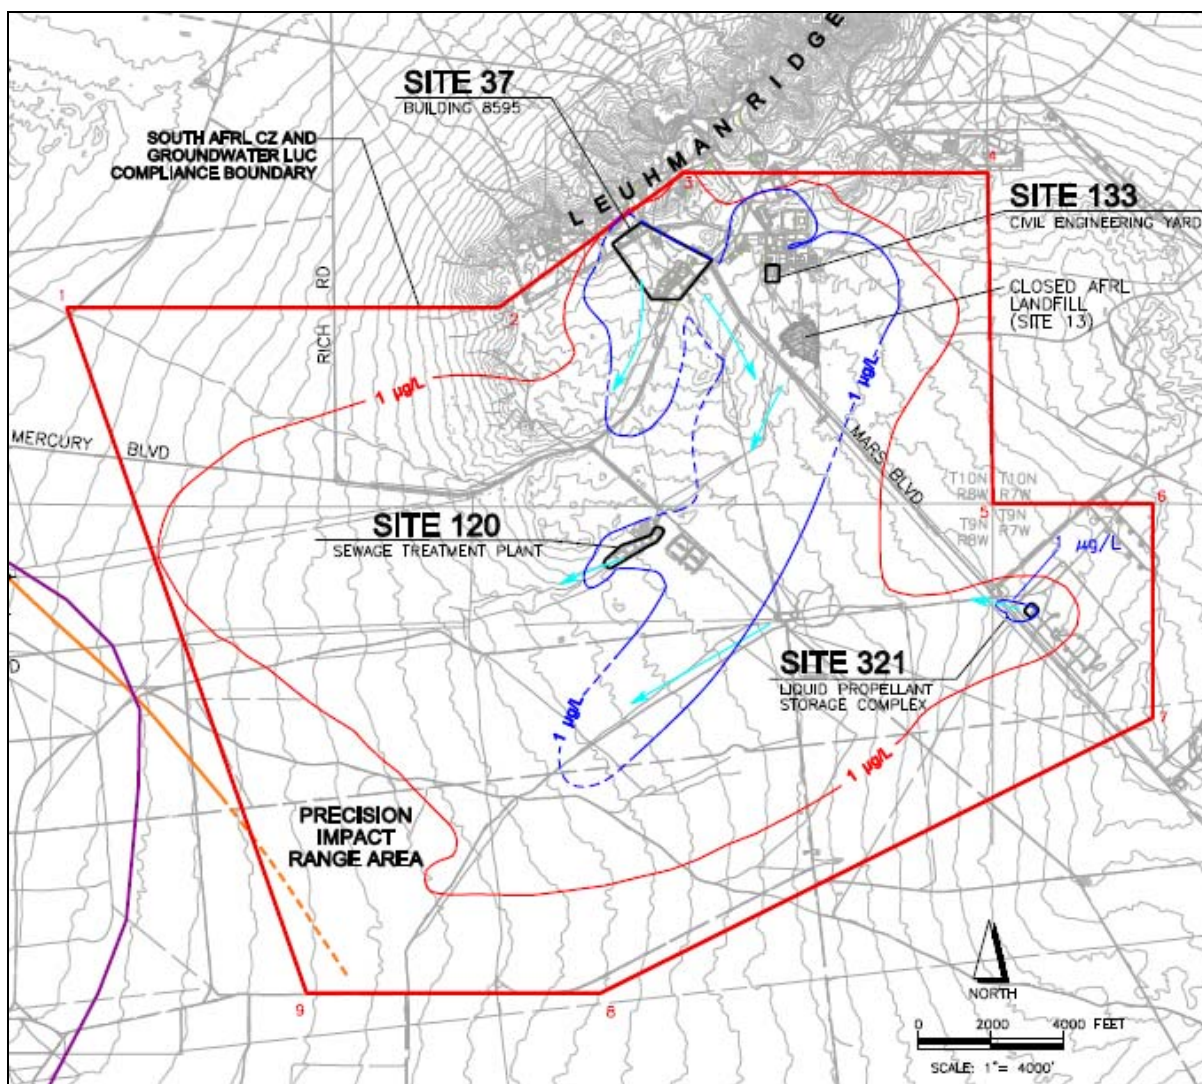 LEUHMAN RIDGE
SITE 37
BUILDING 8595
SOUTH AFRL CZ AND
GROUNDWATER LUC
COMPLIANCE BOUNDARY
4
3
SITE 133
CIVIL ENGINEERING YARD
1
2
RICH RD
CLOSED AFRL
LANDFILL
(SITE 13)
1 µg/L
1 µg/L
MERCURY BLVD
MARS BLVD
T10N T10N
R8W R7W
5
6
T9N T9N
R8W R7W
SITE 120
SEWAGE TREATMENT PLANT
1 µg/L
SITE 321
LIQUID PROPELLANT
STORAGE COMPLEX
1 µg/L
7
1 µg/L
PRECISION
IMPACT
RANGE AREA
9
8
NORTH
0 2000 4000 FEET
SCALE: 1"= 4000'